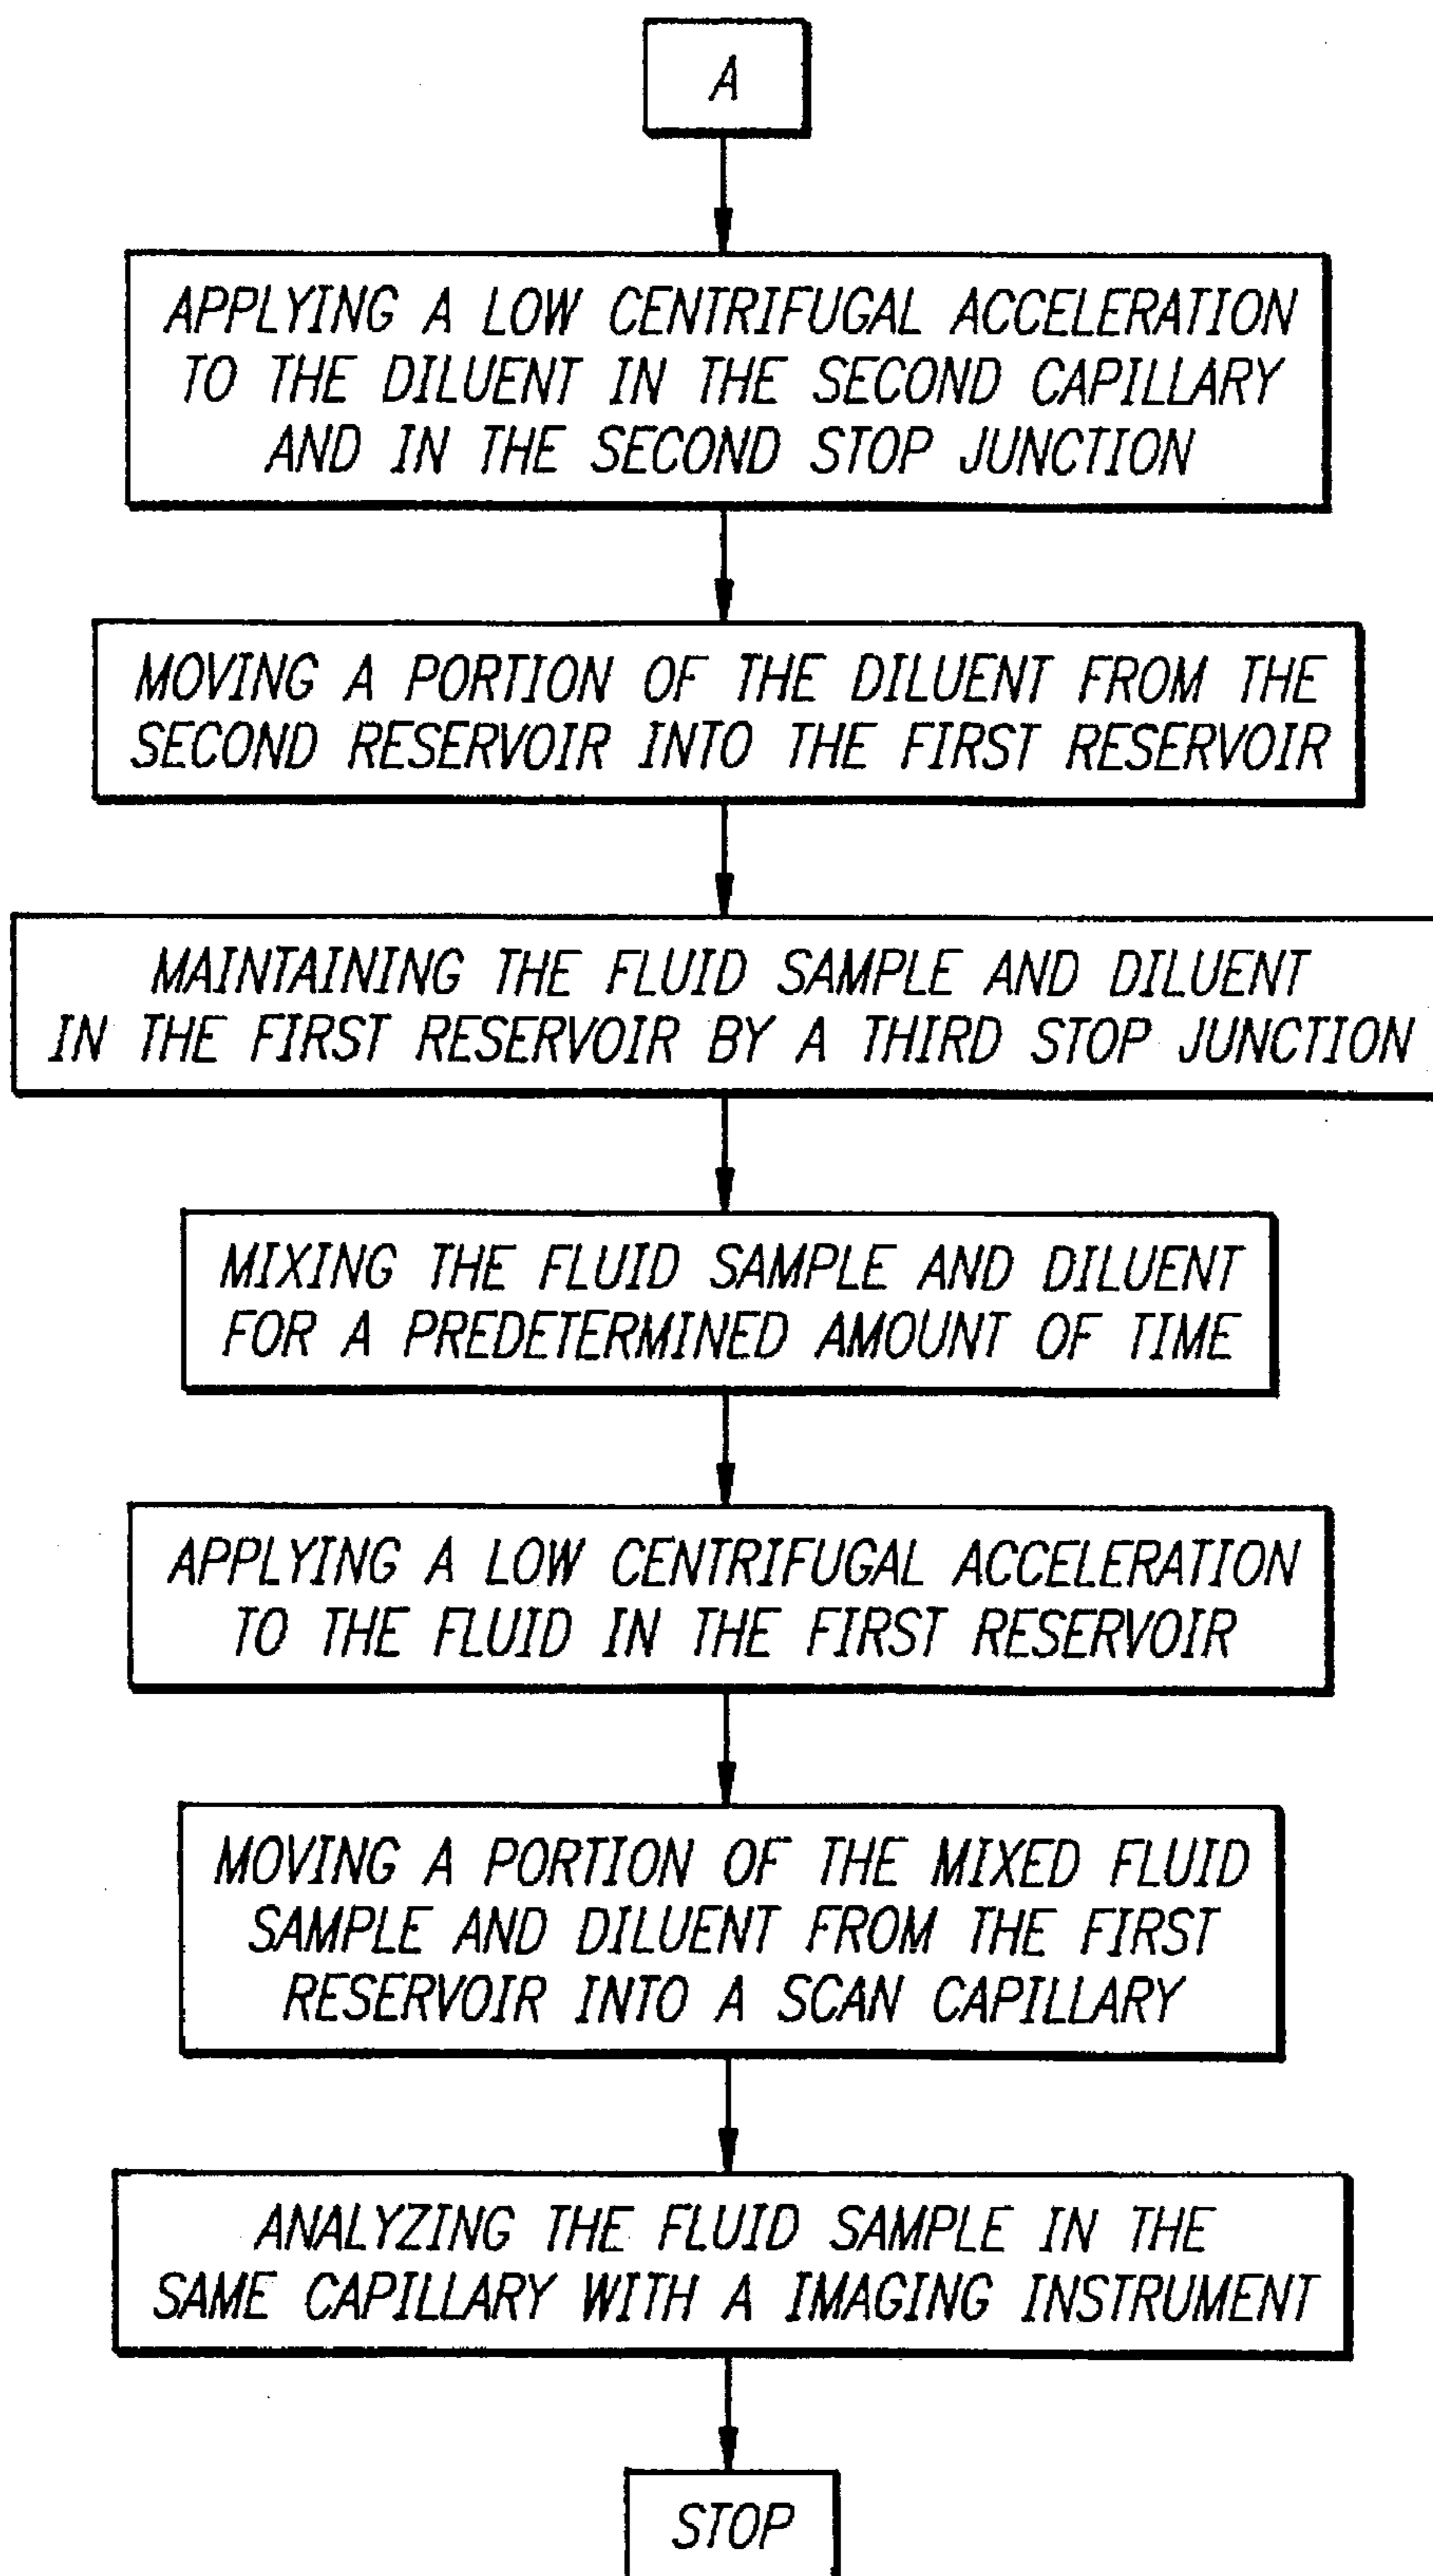 A
APPLYING A LOW CENTRIFUGAL ACCELERATION
TO THE DILUENT IN THE SECOND CAPILLARY
AND IN THE SECOND STOP JUNCTION
MOVING A PORTION OF THE DILUENT FROM THE
SECOND RESERVOIR INTO THE FIRST RESERVOIR
MAINTAINING THE FLUID SAMPLE AND DILUENT
IN THE FIRST RESERVOIR BY A THIRD STOP JUNCTION
MIXING THE FLUID SAMPLE AND DILUENT
FOR A PREDETERMINED AMOUNT OF TIME
APPLYING A LOW CENTRIFUGAL ACCELERATION
TO THE FLUID IN THE FIRST RESERVOIR
MOVING A PORTION OF THE MIXED FLUID
SAMPLE AND DILUENT FROM THE FIRST
RESERVOIR INTO A SCAN CAPILLARY
ANALYZING THE FLUID SAMPLE IN THE
SAME CAPILLARY WITH A IMAGING INSTRUMENT
STOP